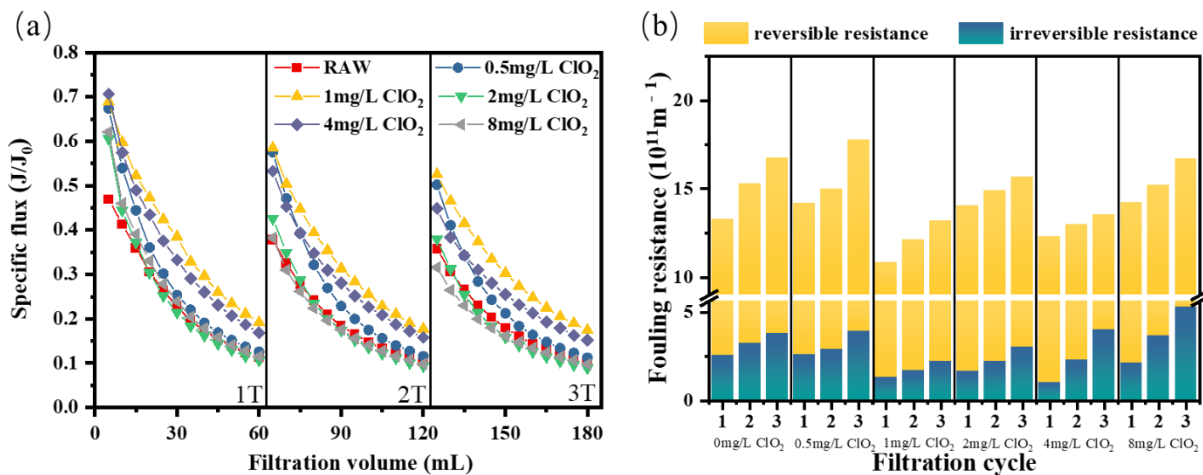 (a)
Specific flux (J/J0)
0.8
0.7
0.6
0.5
0.4
0.3
0.2
0.1
0.0
RAW
0.5mg/L ClO2
1mg/L ClO2
2mg/L ClO2
4mg/L ClO2
8mg/L ClO2
1T
2T
3T
0 30 60 90 120 150 180
Filtration volume (mL)
(b)
reversible resistance
irreversible resistance
Fouling resistance (10¹¹m⁻¹)
20
15
10
5
0
1 2 3 1 2 3 1 2 3 1 2 3 1 2 3 1 2 3
0mg/L ClO2 0.5mg/L ClO2 1mg/L ClO2 2mg/L ClO2 4mg/L ClO2 8mg/L ClO2
Filtration cycle